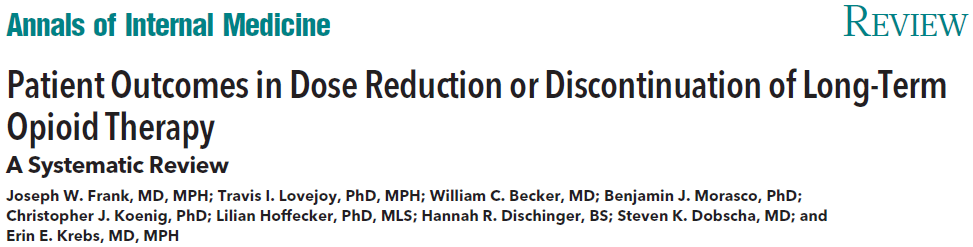 Annals of Internal Medicine
REVIEW
Patient Outcomes in Dose Reduction or Discontinuation of Long-Term
Opioid Therapy
A Systematic Review
Joseph W. Frank, MD, MPH; Travis I. Lovejoy, PhD, MPH; William C. Becker, MD; Benjamin J. Morasco, PhD;
Christopher J. Koenig, PhD; Lilian Hoffecker, PhD, MLS; Hannah R. Dischinger, BS; Steven K. Dobscha, MD; and
Erin E. Krebs, MD, MPH